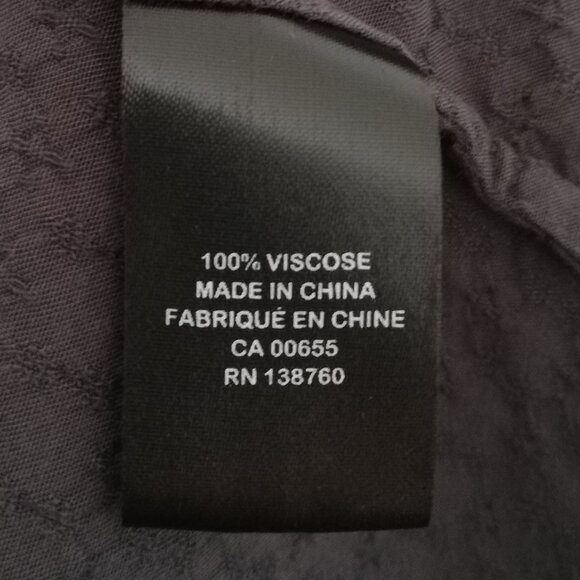 100% VISCOSE
MADE IN CHINA
FABRIQUÉ EN CHINE
CA 00655
RN 138760